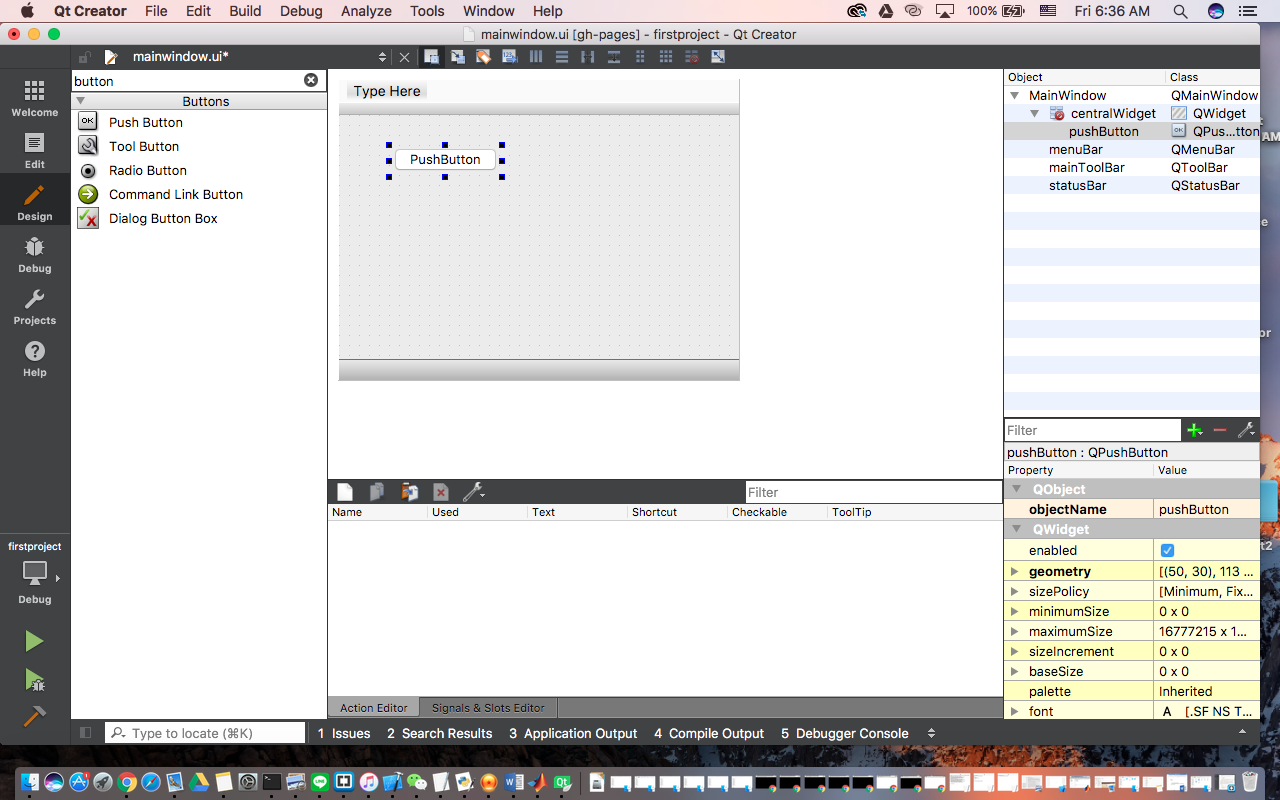 Qt Creator File Edit Build Debug Analyze Tools Window Help 100% Fri 6:36 AM
mainwindow.ui [gh-pages] - firstproject - Qt Creator
mainwindow.ui*
Welcome
Edit
Design
Debug
Projects
Help
firstproject
Debug
button
Buttons
OK Push Button
Tool Button
Radio Button
Command Link Button
Dialog Button Box
Type Here
PushButton
Object Class
MainWindow QMainWindow
centralWidget QWidget
pushButton QPus...tton
menuBar QMenuBar
mainToolBar QToolBar
statusBar QStatusBar
Filter
pushButton : QPushButton
Property Value
QObject
objectName pushButton
QWidget
enabled
geometry [(50, 30), 113 ...
sizePolicy [Minimum, Fix...
minimumSize 0 x 0
maximumSize 16777215 x 1...
sizeIncrement 0 x 0
baseSize 0 x 0
palette Inherited
font A [.SF NS T...
Filter
Name Used Text Shortcut Checkable ToolTip
Action Editor Signals & Slots Editor
Type to locate (⌘K) 1 Issues 2 Search Results 3 Application Output 4 Compile Output 5 Debugger Console